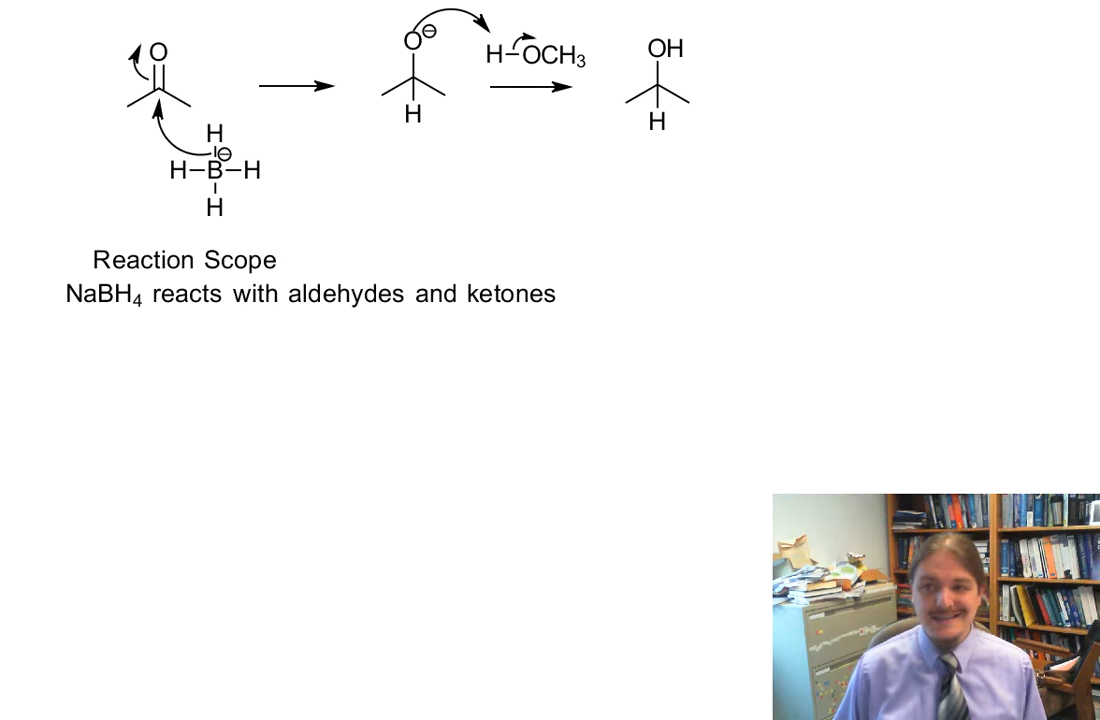 O
H
H–B–H
H
⊖
O⊖
H
H–OCH₃
OH
H
Reaction Scope
NaBH₄ reacts with aldehydes and ketones